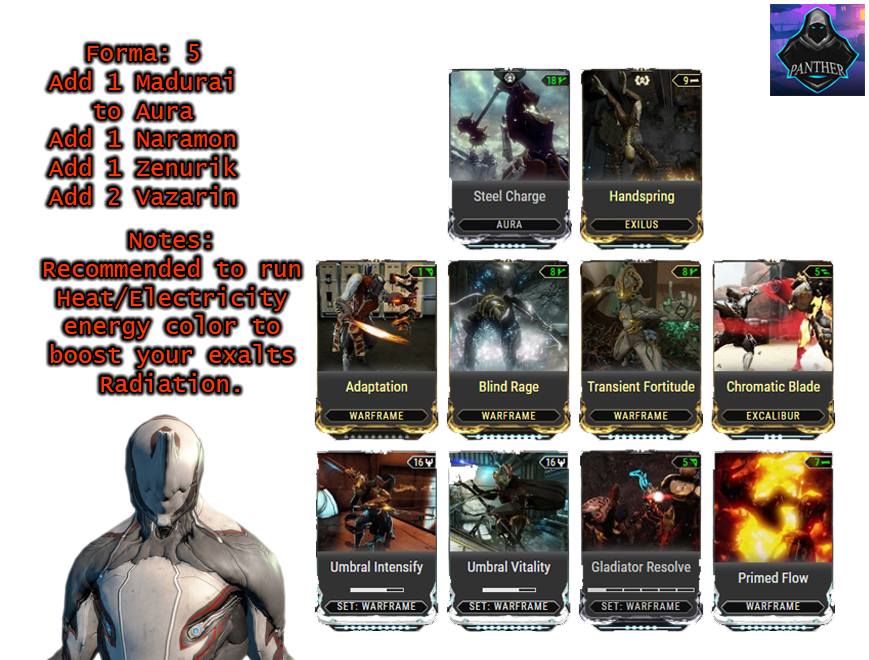 Forma: 5
Add 1 Madurai
to Aura
Add 1 Naramon
Add 1 Zenurik
Add 2 Vazarin
Notes:
Recommended to run
Heat/Electricity
energy color to
boost your exalts
Radiation.
PANTHER
18
9
Steel Charge
Handspring
AURA
EXILUS
1
8
8
5
Adaptation
Blind Rage
Transient Fortitude
Chromatic Blade
WARFRAME
WARFRAME
WARFRAME
EXCALIBUR
16
16
5
7
Umbral Intensify
Umbral Vitality
Gladiator Resolve
Primed Flow
SET: WARFRAME
SET: WARFRAME
SET: WARFRAME
WARFRAME